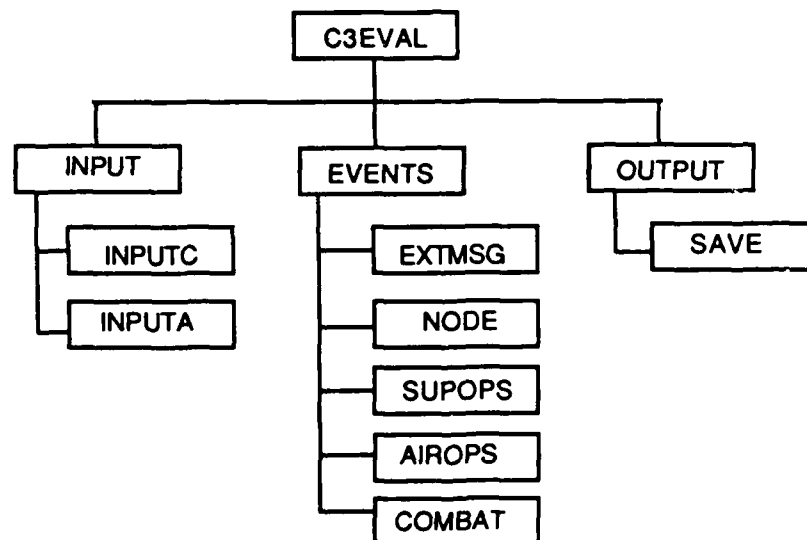 C3EVAL
INPUT
EVENTS
OUTPUT
INPUTC
INPUTA
EXTMSG
NODE
SUPOPS
AIROPS
COMBAT
SAVE